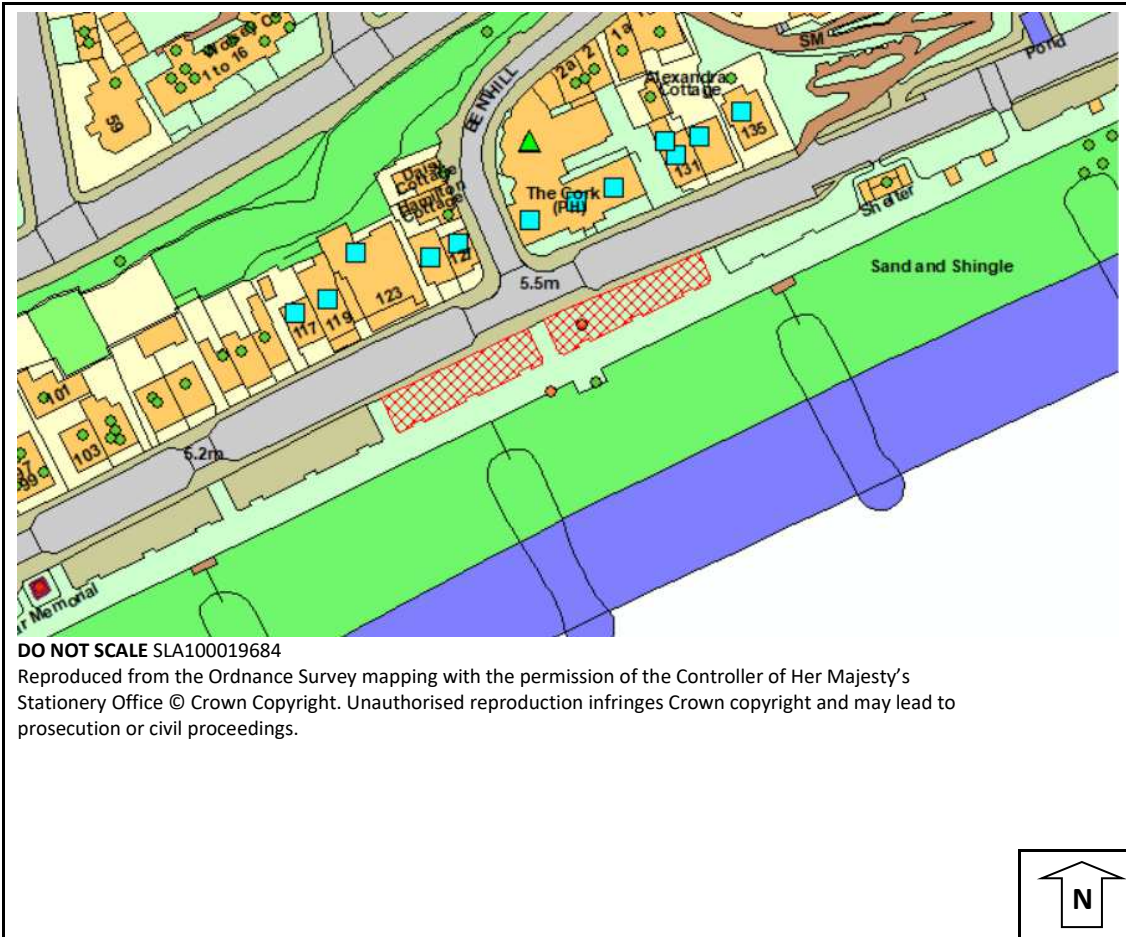 SM
Pond
1 to 16
59
2a
2
1a
BENTHILL
Alexandra
Cottage
135
131
Daisy
Cottage
Hamilton
Cottage
The Cork
(PH)
Shelter
Sand and Shingle
127
5.5m
123
117
119
101
103
5.2m
97
99
r Memorial
DO NOT SCALE SLA100019684
Reproduced from the Ordnance Survey mapping with the permission of the Controller of Her Majesty's
Stationery Office © Crown Copyright. Unauthorised reproduction infringes Crown copyright and may lead to
prosecution or civil proceedings.
N